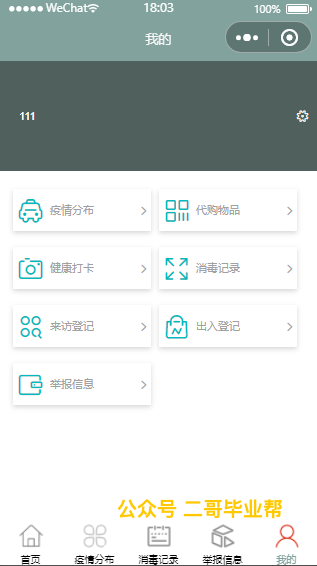 WeChat 18:03 100%
我的
111
疫情分布 代购物品
健康打卡 消毒记录
来访登记 出入登记
举报信息
公众号 二哥毕业帮
首页 疫情分布 消毒记录 举报信息 我的